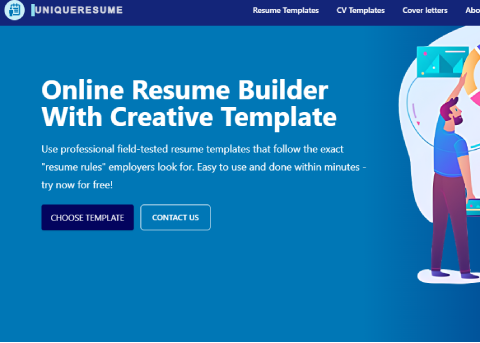 UNIQUERESUME
Resume Templates
CV Templates
Cover letters
Online Resume Builder
With Creative Template
Use professional field-tested resume templates that follow the exact
"resume rules" employers look for. Easy to use and done within minutes -
try now for free!
CHOOSE TEMPLATE
CONTACT US